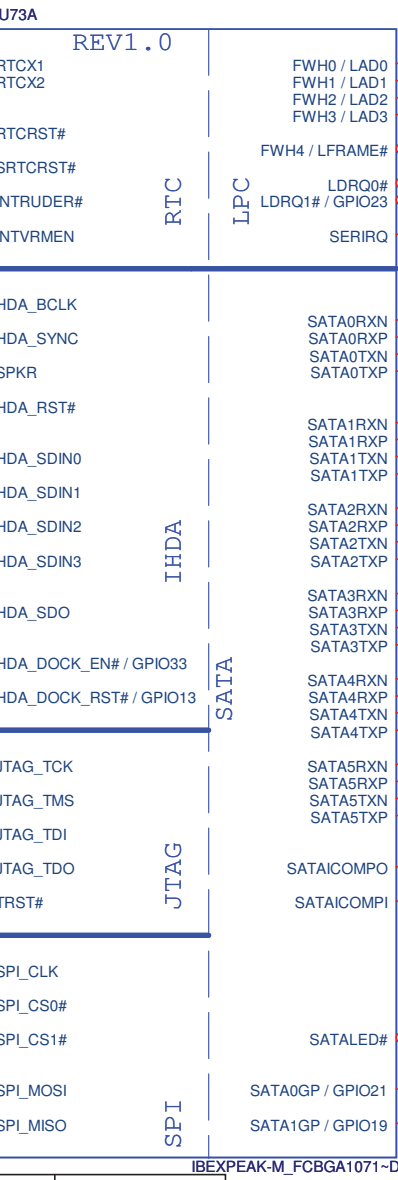 U73A
REV1.0
RTCX1
RTCX2
RTCRST#
SRTCRST#
NTRUDER#
NTVRMEN
RTC
HDA_BCLK
HDA_SYNC
SPKR
HDA_RST#
HDA_SDIN0
HDA_SDIN1
HDA_SDIN2
HDA_SDIN3
HDA_SDO
HDA_DOCK_EN# / GPIO33
HDA_DOCK_RST# / GPIO13
IHDA
JTAG_TCK
JTAG_TMS
JTAG_TDI
JTAG_TDO
TRST#
JTAG
SPI_CLK
SPI_CS0#
SPI_CS1#
SPI_MOSI
SPI_MISO
SPI
LPC
FWH0 / LAD0
FWH1 / LAD1
FWH2 / LAD2
FWH3 / LAD3
FWH4 / LFRAME#
LDRQ0#
LDRQ1# / GPIO23
SERIRQ
SATA
SATA0RXN
SATA0RXP
SATA0TXN
SATA0TXP
SATA1RXN
SATA1RXP
SATA1TXN
SATA1TXP
SATA2RXN
SATA2RXP
SATA2TXN
SATA2TXP
SATA3RXN
SATA3RXP
SATA3TXN
SATA3TXP
SATA4RXN
SATA4RXP
SATA4TXN
SATA4TXP
SATA5RXN
SATA5RXP
SATA5TXN
SATA5TXP
SATAICOMPO
SATAICOMPI
SATALED#
SATA0GP / GPIO21
SATA1GP / GPIO19
IBEXPEAK-M_FCBGA1071~D